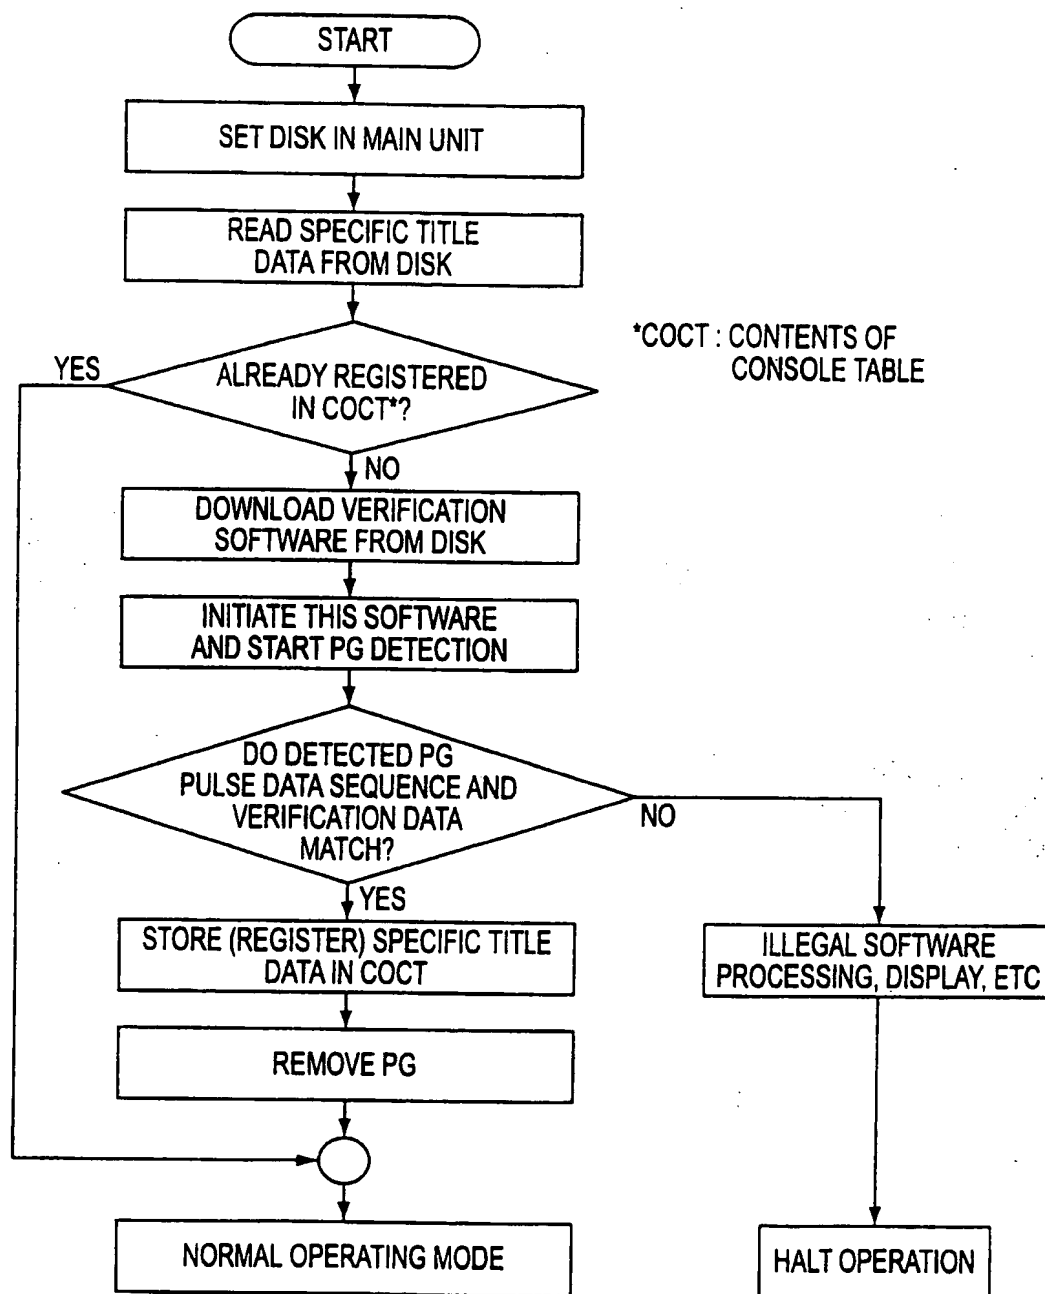 START
SET DISK IN MAIN UNIT
READ SPECIFIC TITLE
DATA FROM DISK
*COCT : CONTENTS OF
CONSOLE TABLE
YES
ALREADY REGISTERED
IN COCT*?
NO
DOWNLOAD VERIFICATION
SOFTWARE FROM DISK
INITIATE THIS SOFTWARE
AND START PG DETECTION
DO DETECTED PG
PULSE DATA SEQUENCE AND
VERIFICATION DATA
MATCH?
NO
YES
STORE (REGISTER) SPECIFIC TITLE
DATA IN COCT
ILLEGAL SOFTWARE
PROCESSING, DISPLAY, ETC
REMOVE PG
NORMAL OPERATING MODE
HALT OPERATION